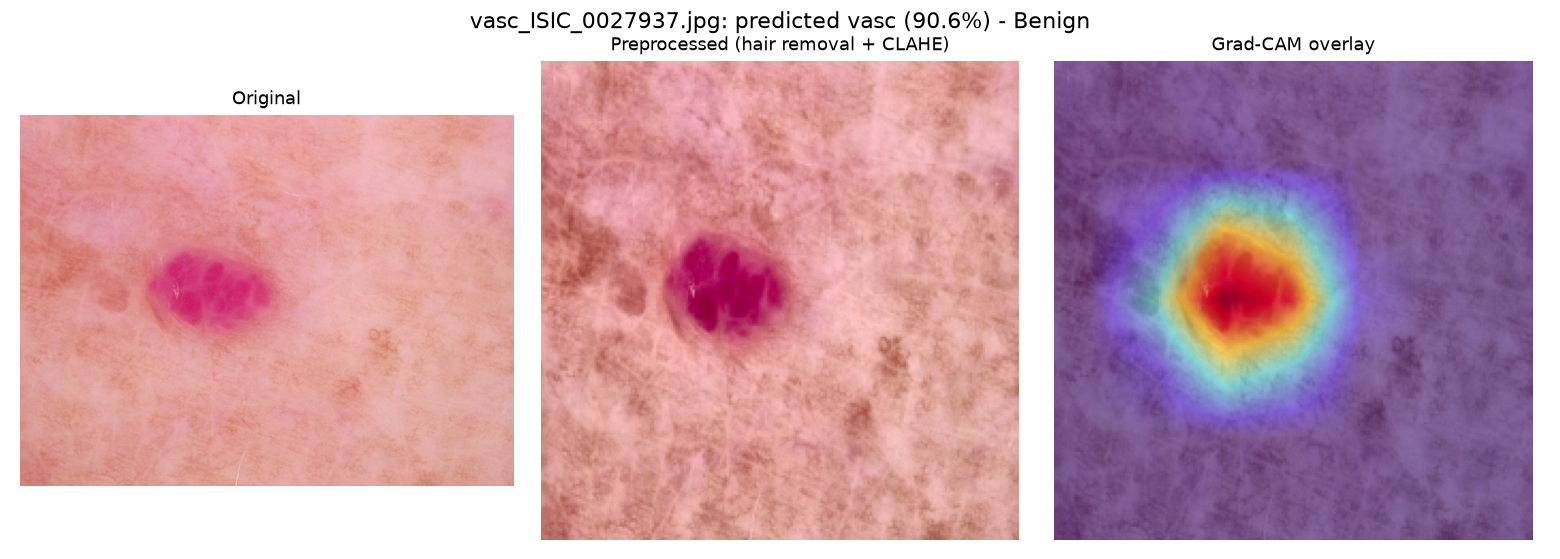 vasc_ISIC_0027937.jpg: predicted vasc (90.6%) - Benign
Original
Preprocessed (hair removal + CLAHE)
Grad-CAM overlay